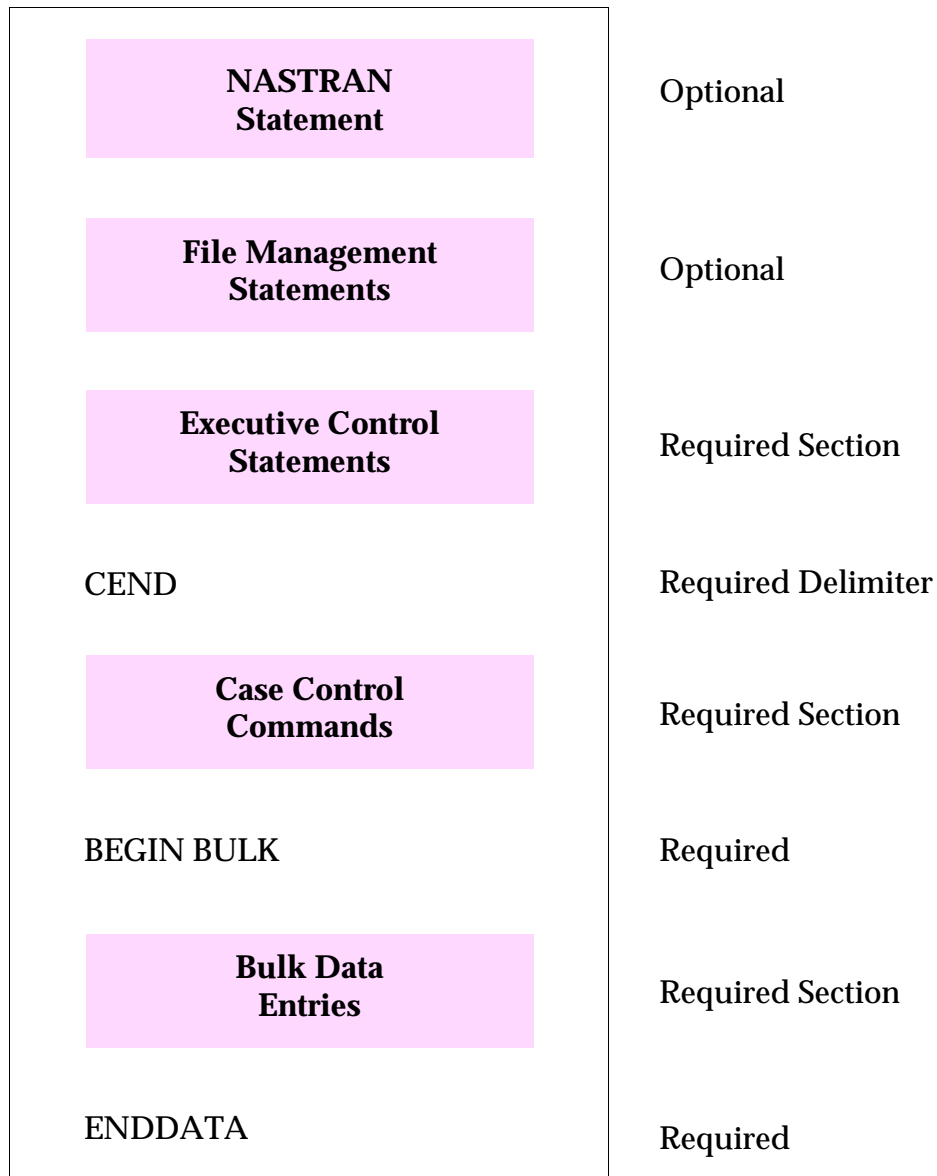 NASTRAN
Statement
Optional
File Management
Statements
Optional
Executive Control
Statements
Required Section
CEND
Required Delimiter
Case Control
Commands
Required Section
BEGIN BULK
Required
Bulk Data
Entries
Required Section
ENDDATA
Required